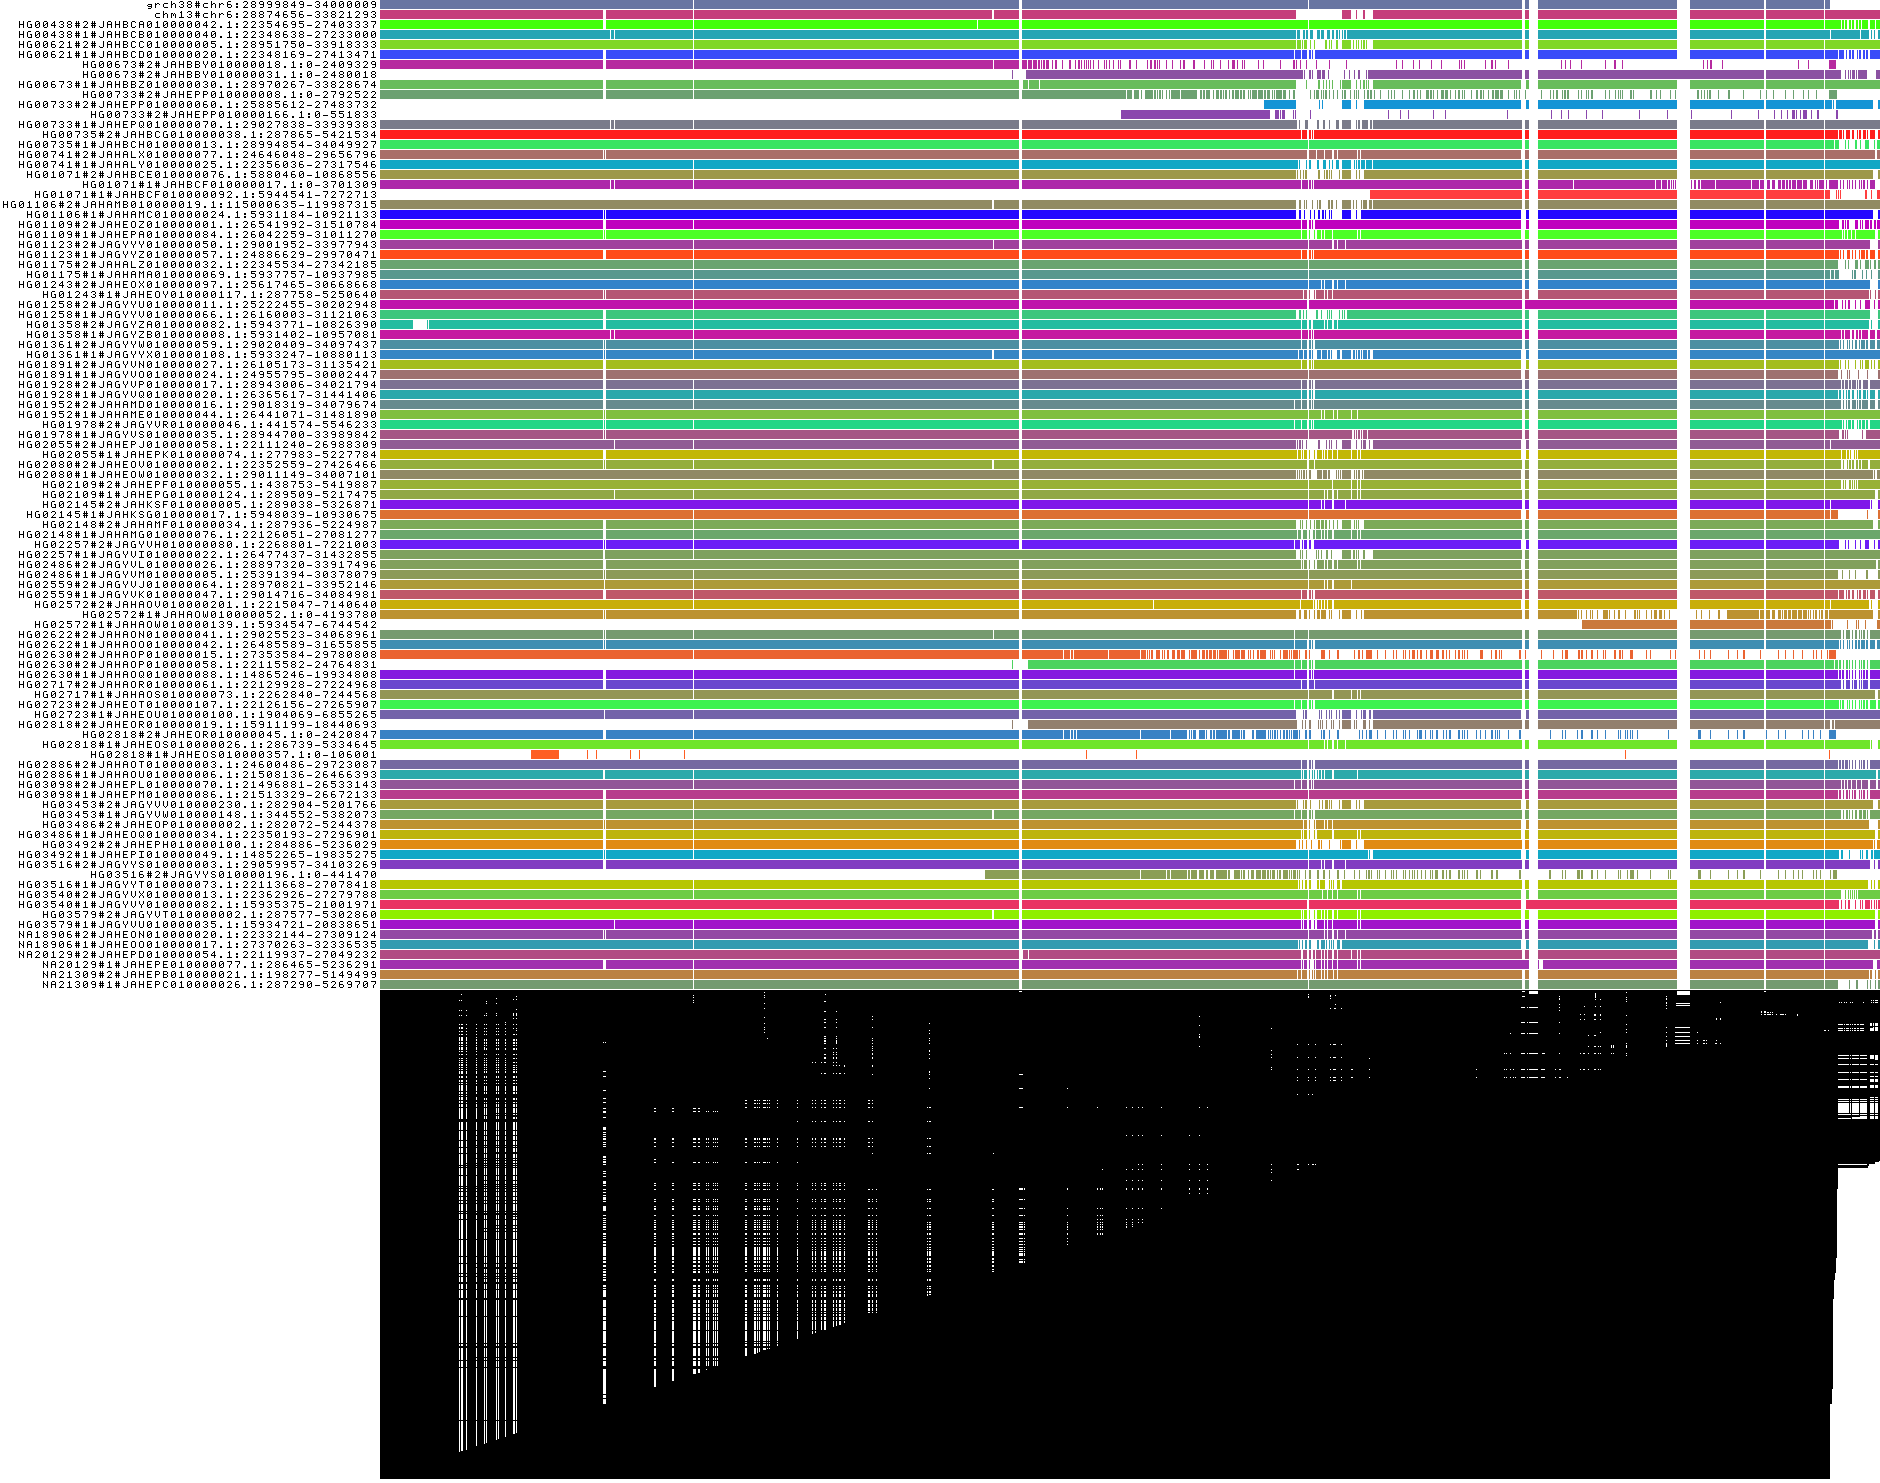 grch38#chr6:28999849-34000009
chm13#chr6:28874656-33821293
HG00438#2#JAHBCA010000042.1:22354695-27403337
HG00438#1#JAHBCB010000040.1:22348638-27233000
HG00621#2#JAHBCC010000005.1:28951750-33918333
HG00621#1#JAHBCD010000020.1:22348169-27413471
HG00673#2#JAHBBY010000018.1:0-2409329
HG00673#2#JAHBBY010000031.1:0-2480018
HG00673#1#JAHBBZ010000030.1:28970267-33828674
HG00733#2#JAHEPP010000008.1:0-2792522
HG00733#2#JAHEPP010000060.1:25885612-27483732
HG00733#2#JAHEPP010000166.1:0-551833
HG00733#1#JAHEPQ010000070.1:29027838-33939383
HG00735#2#JAHBCG010000038.1:287865-5421534
HG00735#1#JAHBCH010000013.1:28994854-34049927
HG00741#2#JAHALX010000077.1:24646048-29656796
HG00741#1#JAHALY010000025.1:22356036-27317546
HG01071#2#JAHBCE010000076.1:5880460-10868556
HG01071#1#JAHBCF010000017.1:0-3701309
HG01071#1#JAHBCF010000092.1:5944541-7272713
HG01106#2#JAHAMB010000019.1:115000635-119987315
HG01106#1#JAHAMC010000024.1:5931184-10921133
HG01109#2#JAHEOZ010000001.1:26541992-31510784
HG01109#1#JAHEPA010000084.1:26042259-31011270
HG01123#2#JAGYYY010000050.1:29001952-33977943
HG01123#1#JAGYYZ010000057.1:24886629-29970471
HG01175#2#JAHALZ010000032.1:22345534-27342185
HG01175#1#JAHAMA010000069.1:5937757-10937985
HG01243#2#JAHEOX010000097.1:25617465-30668668
HG01243#1#JAHEOY010000117.1:287758-5250640
HG01258#2#JAGYYU010000011.1:25222455-30202948
HG01258#1#JAGYYV010000066.1:26160003-31121063
HG01358#2#JAGYZA010000082.1:5943771-10826390
HG01358#1#JAGYZB010000008.1:5931402-10957081
HG01361#2#JAGYYW010000059.1:29020409-34097437
HG01361#1#JAGYYX010000108.1:5933247-10880113
HG01891#2#JAGYVN010000027.1:26105173-31135421
HG01891#1#JAGYVO010000024.1:24955795-30002447
HG01928#2#JAGYVP010000017.1:28943006-34021794
HG01928#1#JAGYVQ010000020.1:26365617-31441406
HG01952#2#JAHAMD010000016.1:29018319-34079674
HG01952#1#JAHAME010000044.1:26441071-31481890
HG01978#2#JAGYVR010000046.1:441574-5546233
HG01978#1#JAGYVS010000035.1:28944700-33989842
HG02055#2#JAHEPJ010000058.1:22111240-26988309
HG02055#1#JAHEPK010000074.1:277983-5227784
HG02080#2#JAHEOV010000002.1:22352559-27426466
HG02080#1#JAHEOW010000032.1:29011149-34007101
HG02109#2#JAHEPF010000055.1:438753-5419887
HG02109#1#JAHEPG010000124.1:289509-5217475
HG02145#2#JAHKSF010000005.1:289038-5326871
HG02145#1#JAHKSG010000017.1:5948039-10930675
HG02148#2#JAHAMF010000034.1:287936-5224987
HG02148#1#JAHAMG010000076.1:22126051-27081277
HG02257#2#JAGYVH010000080.1:2268801-7221003
HG02257#1#JAGYVI010000022.1:26477437-31432855
HG02486#2#JAGYVL010000026.1:28897320-33917496
HG02486#1#JAGYVM010000005.1:25391394-30378079
HG02559#2#JAGYVJ010000064.1:28970821-33952146
HG02559#1#JAGYVK010000047.1:29014716-34084981
HG02572#2#JAHAOV010000201.1:2215047-7140640
HG02572#1#JAHAOW010000052.1:0-4193780
HG02572#1#JAHAOW010000139.1:5934547-6744542
HG02622#2#JAHAON010000041.1:29025523-34068961
HG02622#1#JAHAOO010000042.1:26485589-31655855
HG02630#2#JAHAOP010000015.1:27353584-29780808
HG02630#2#JAHAOP010000058.1:22115582-24764831
HG02630#1#JAHAOQ010000088.1:14865246-19934808
HG02717#2#JAHAOR010000061.1:22129928-27224968
HG02717#1#JAHAOS010000073.1:2262840-7244568
HG02723#2#JAHEOT010000107.1:22126156-27265907
HG02723#1#JAHEOU010000100.1:1904069-6855265
HG02818#2#JAHEOR010000019.1:15911199-18440693
HG02818#2#JAHEOR010000045.1:0-2420847
HG02818#1#JAHEOS010000026.1:286739-5334645
HG02818#1#JAHEOS010000357.1:0-106001
HG02886#2#JAHAOT010000003.1:24600486-29723087
HG02886#1#JAHAOU010000006.1:21508136-26466393
HG03098#2#JAHEPL010000070.1:21496881-26533143
HG03098#1#JAHEPM010000086.1:21513329-26672133
HG03453#2#JAGYVV010000230.1:282904-5201766
HG03453#1#JAGYVW010000148.1:344552-5382073
HG03486#2#JAHEOP010000002.1:282072-5244378
HG03486#1#JAHEOQ010000034.1:22350193-27296901
HG03492#2#JAHEPH010000100.1:284886-5236029
HG03492#1#JAHEPI010000049.1:14852265-19835275
HG03516#2#JAGYYS010000003.1:29059957-34103269
HG03516#2#JAGYYS010000196.1:0-441470
HG03516#1#JAGYYT010000073.1:22113668-27078418
HG03540#2#JAGYVX010000013.1:22362926-27279788
HG03540#1#JAGYVY010000082.1:15935375-21001971
HG03579#2#JAGYVT010000002.1:287577-5302860
HG03579#1#JAGYVU010000035.1:15934721-20838651
NA18906#2#JAHEON010000020.1:22332144-27309124
NA18906#1#JAHEOO010000017.1:27370263-32336535
NA20129#2#JAHEPD010000054.1:22119937-27049232
NA20129#1#JAHEPE010000077.1:286465-5236291
NA21309#2#JAHEPB010000021.1:198277-5149499
NA21309#1#JAHEPC010000026.1:287290-5269707